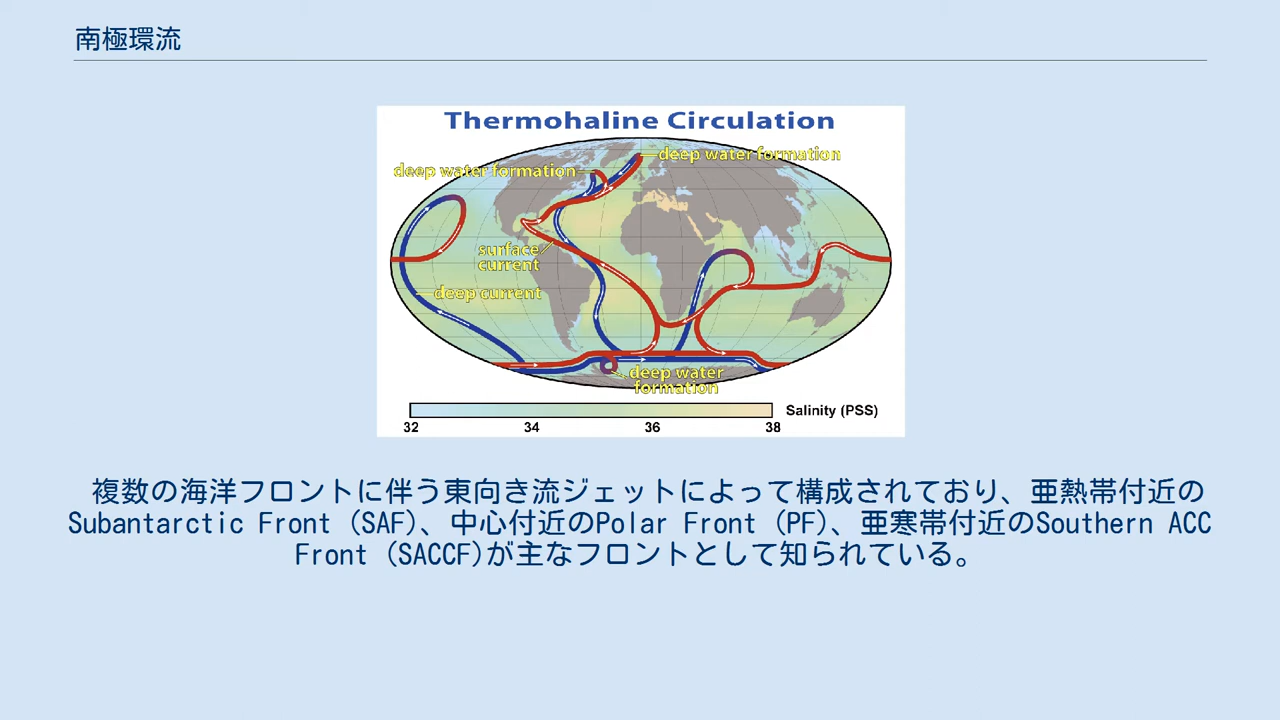 南極環流
Thermohaline Circulation
deep water formation
deep water formation
surface
current
deep current
deep water
formation
Salinity (PSS)
32 34 36 38
複数の海洋フロントに伴う東向き流ジェットによって構成されており、亜熱帯付近の
Subantarctic Front (SAF)、中心付近のPolar Front (PF)、亜寒帯付近のSouthern ACC
Front (SACCF)が主なフロントとして知られている。